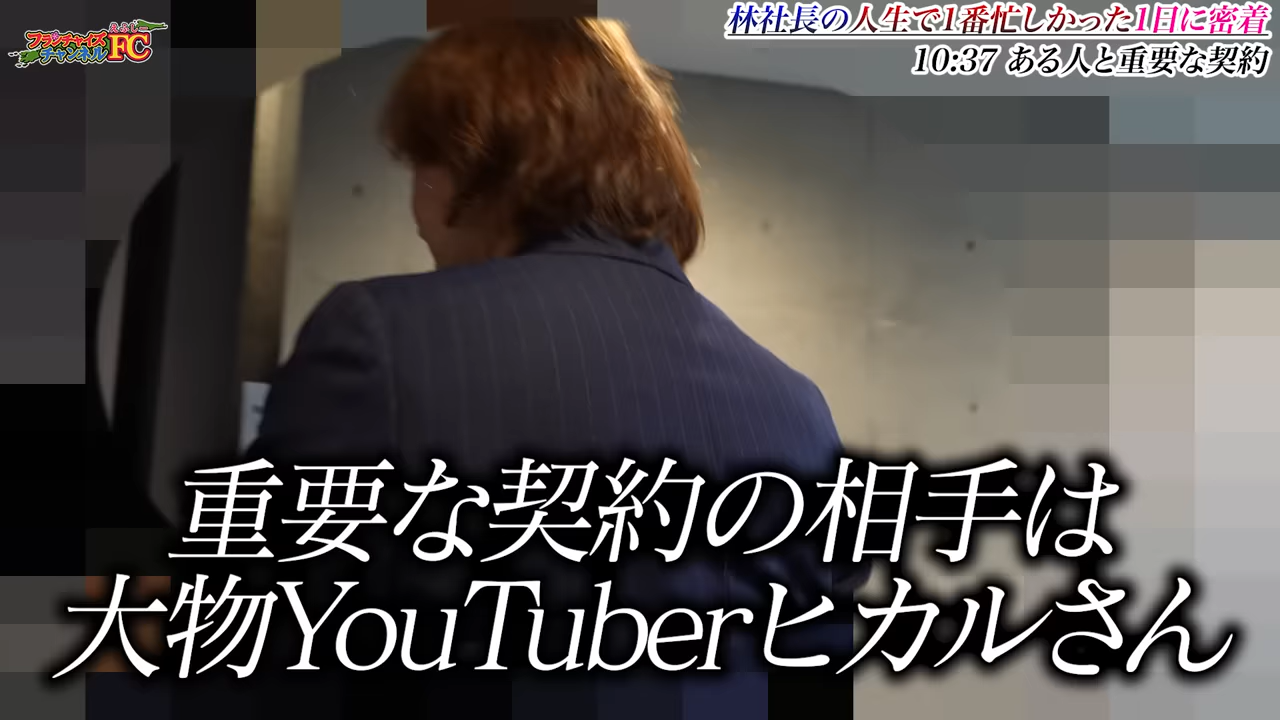 フランチャイズ
チャンネル
FC
林社長の人生で1番忙しかった1日に密着
10:37 ある人と重要な契約
重要な契約の相手は
大物YouTuberヒカルさん